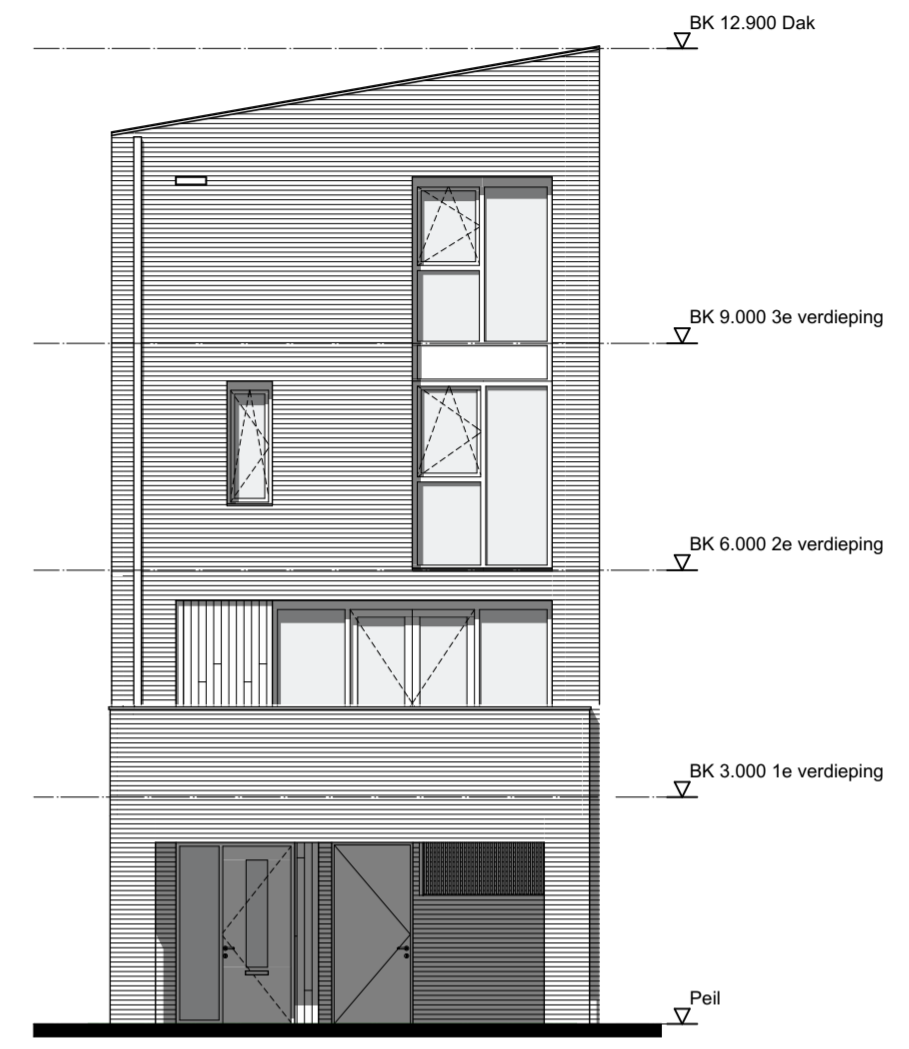 BK 12.900 Dak
BK 9.000 3e verdieping
BK 6.000 2e verdieping
BK 3.000 1e verdieping
Peil